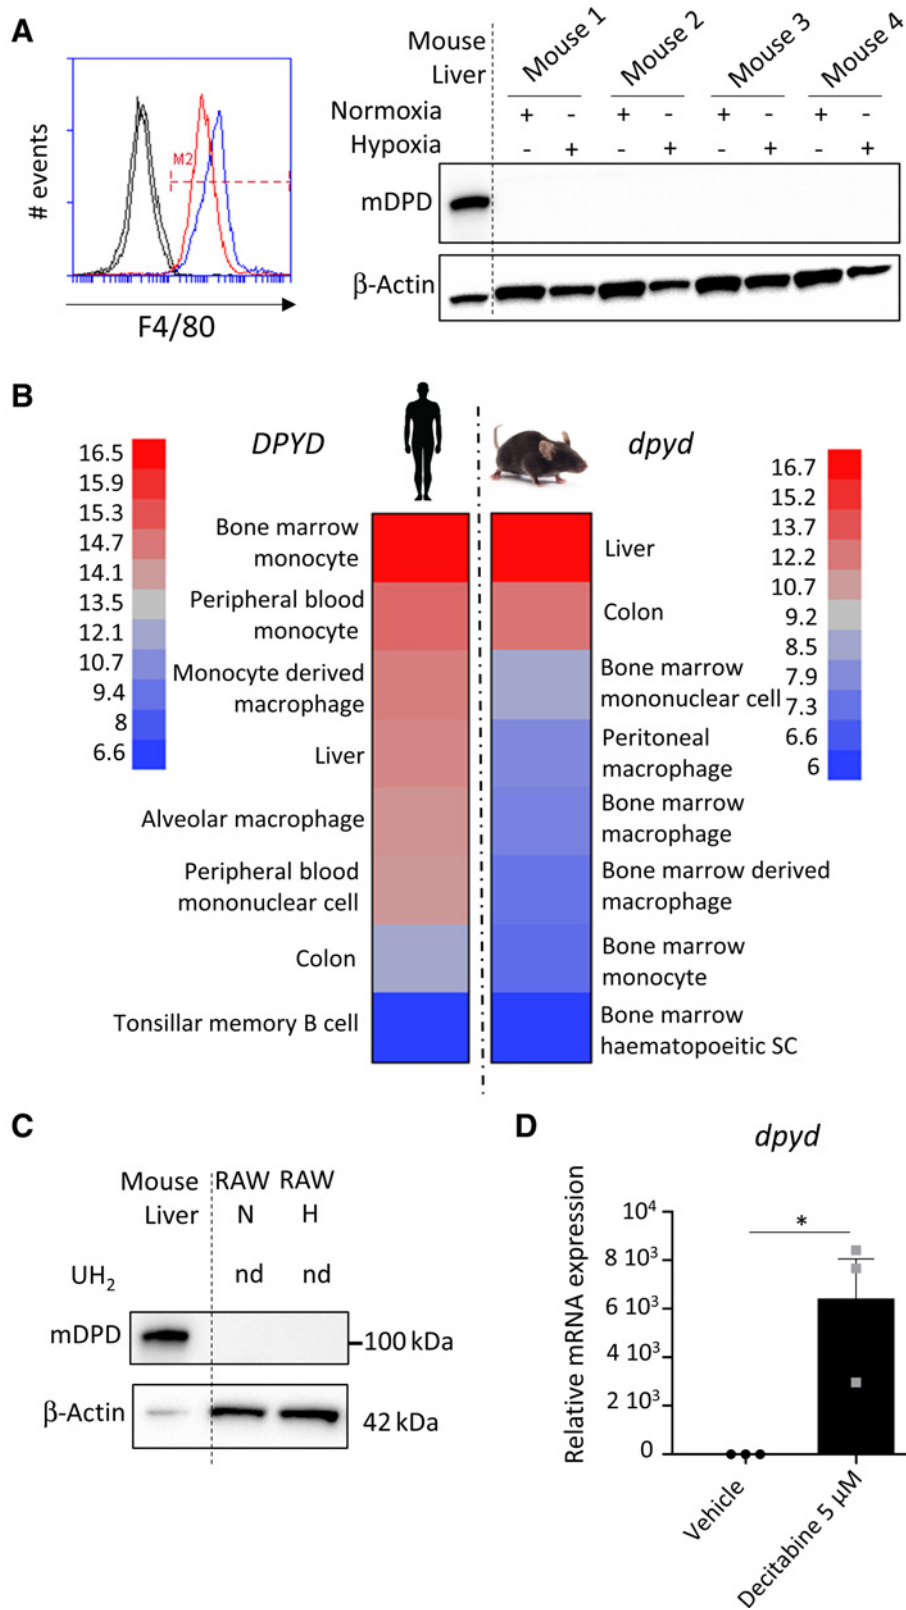 A
# events
M2
F4/80
Mouse
Liver
Mouse 1
Mouse 2
Mouse 3
Mouse 4
Normoxia + - + - + - + -
Hypoxia - + - + - + - +
mDPD
β-Actin
B
DPYD
dpyd
16.5
15.9
15.3
14.7
14.1
13.5
12.1
10.7
9.4
8
6.6
Bone marrow
monocyte
Peripheral blood
monocyte
Monocyte derived
macrophage
Liver
Alveolar macrophage
Peripheral blood
mononuclear cell
Colon
Tonsillar memory B cell
Liver
Colon
Bone marrow
mononuclear cell
Peritoneal
macrophage
Bone marrow
macrophage
Bone marrow derived
macrophage
Bone marrow
monocyte
Bone marrow
haematopoeitic SC
16.7
15.2
13.7
12.2
10.7
9.2
8.5
7.9
7.3
6.6
6
C
Mouse
Liver
RAW
N
RAW
H
UH₂ nd nd
mDPD
100 kDa
β-Actin
42 kDa
D
dpyd
Relative mRNA expression
10⁴
8 10³
6 10³
4 10³
2 10³
0
*
Vehicle
Decitabine 5 µM